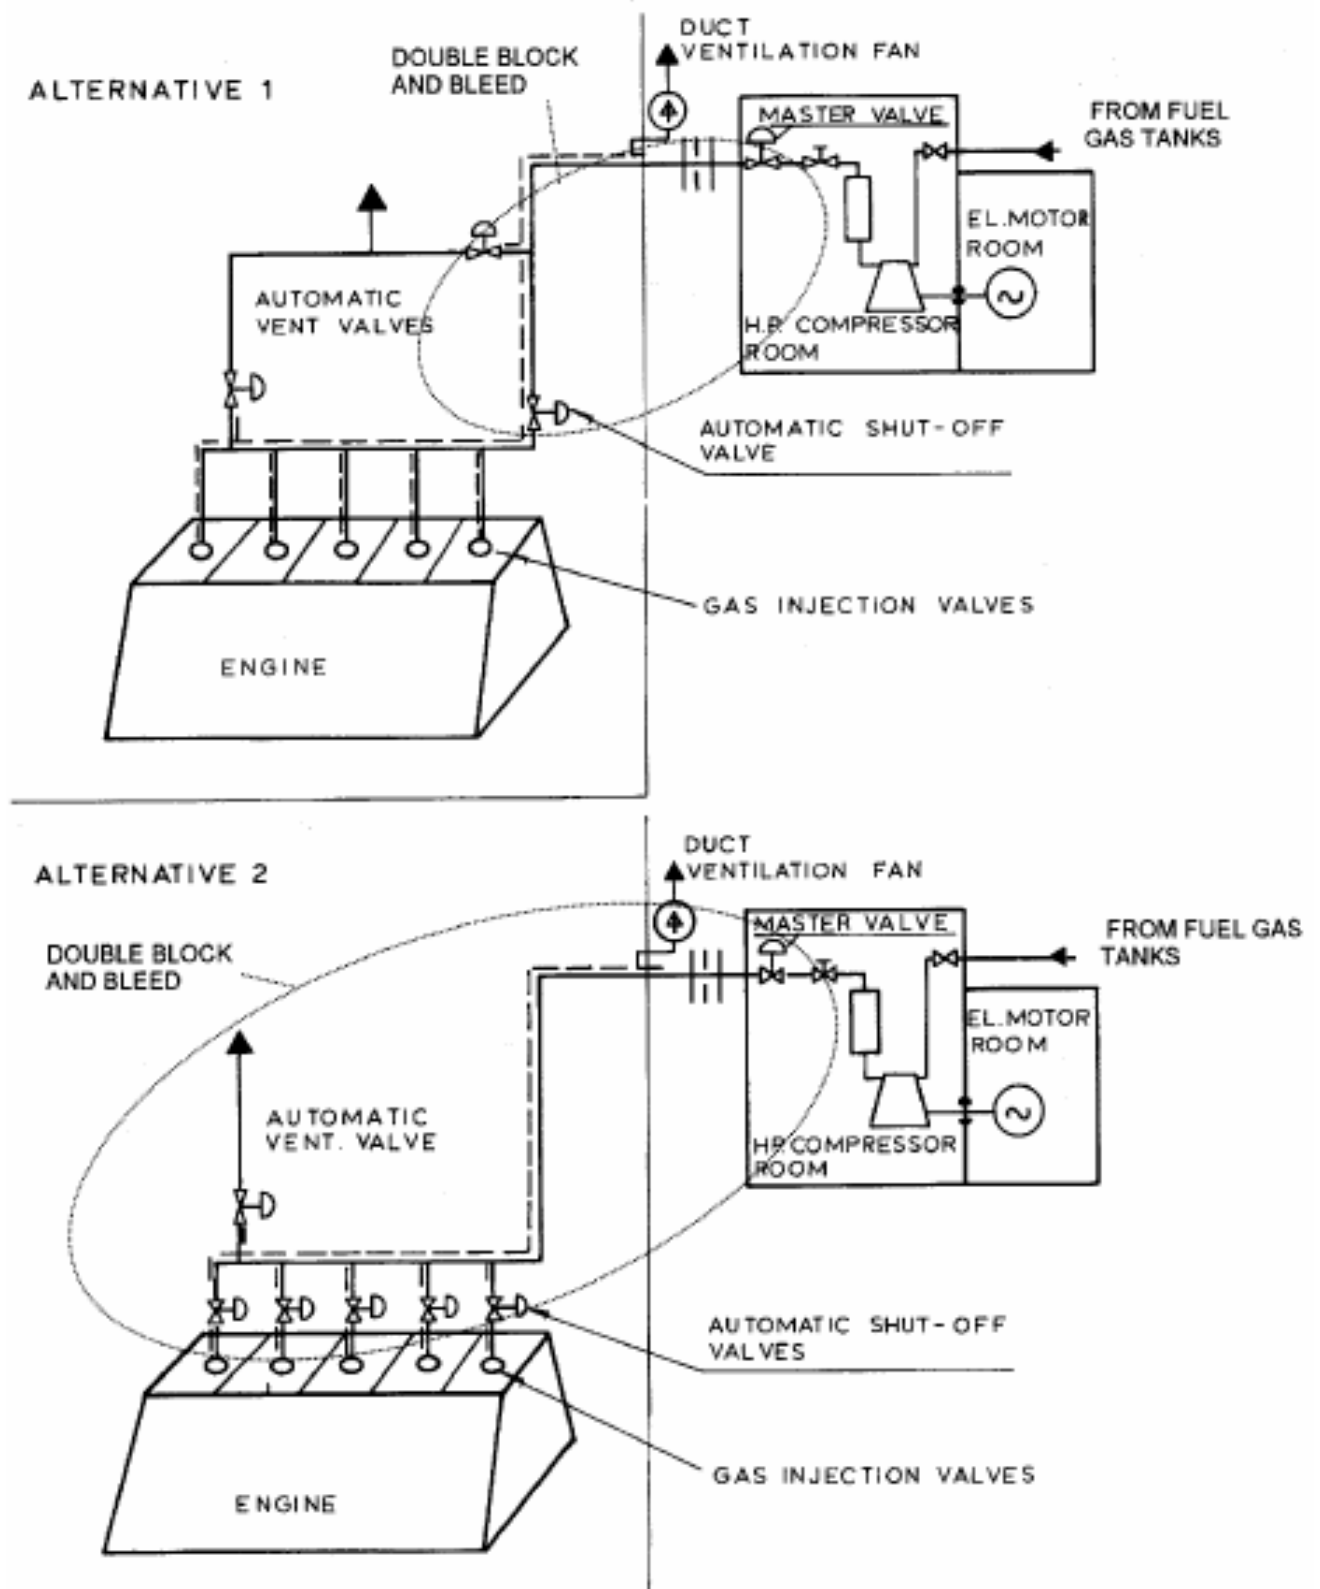 ALTERNATIVE 1
DOUBLE BLOCK
AND BLEED
DUCT
VENTILATION FAN
MASTER VALVE
FROM FUEL
GAS TANKS
EL.MOTOR
ROOM
AUTOMATIC
VENT VALVES
H.P. COMPRESSOR
ROOM
AUTOMATIC SHUT-OFF
VALVE
GAS INJECTION VALVES
ENGINE
ALTERNATIVE 2
DOUBLE BLOCK
AND BLEED
DUCT
VENTILATION FAN
MASTER VALVE
FROM FUEL GAS
TANKS
EL.MOTOR
ROOM
AUTOMATIC
VENT. VALVE
HP.COMPRESSOR
ROOM
AUTOMATIC SHUT-OFF
VALVES
GAS INJECTION VALVES
ENGINE